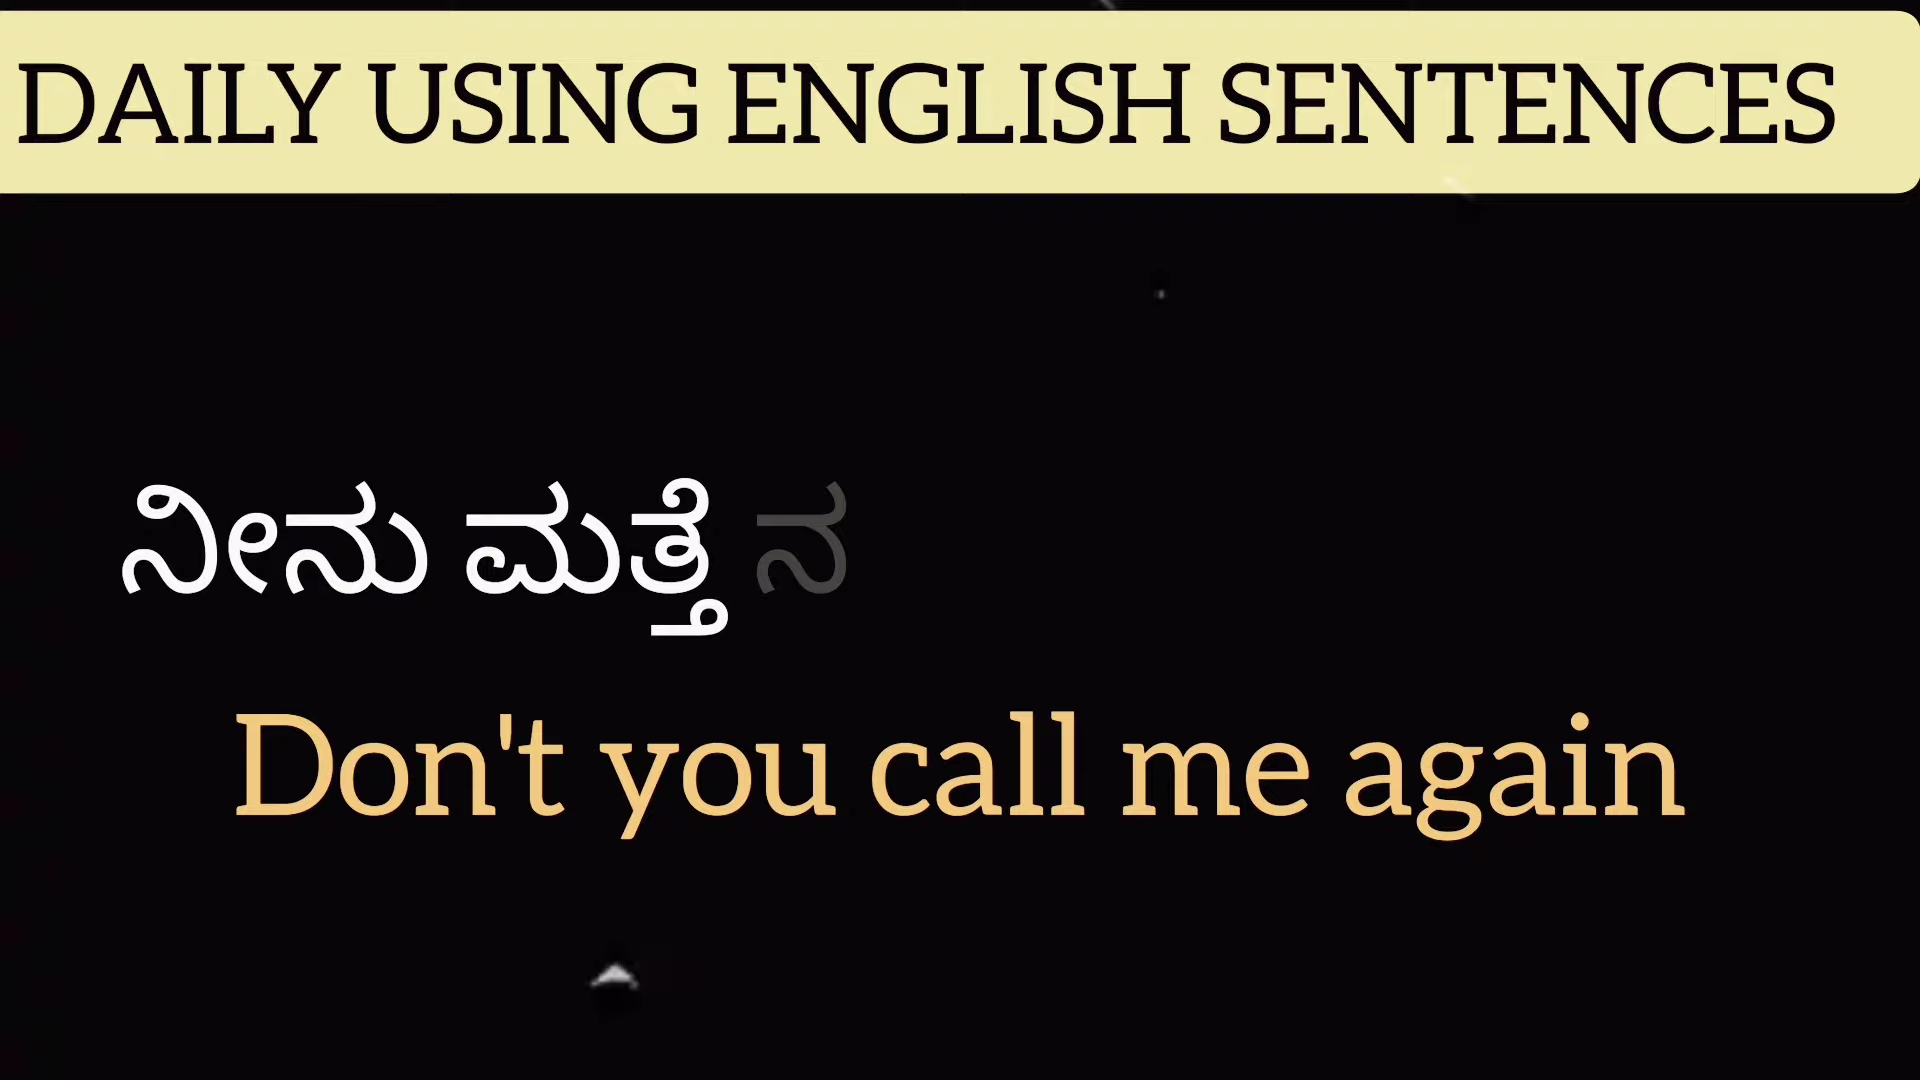 DAILY USING ENGLISH SENTENCES
ನೀನು ಮತ್ತೆ ನ
Don't you call me again